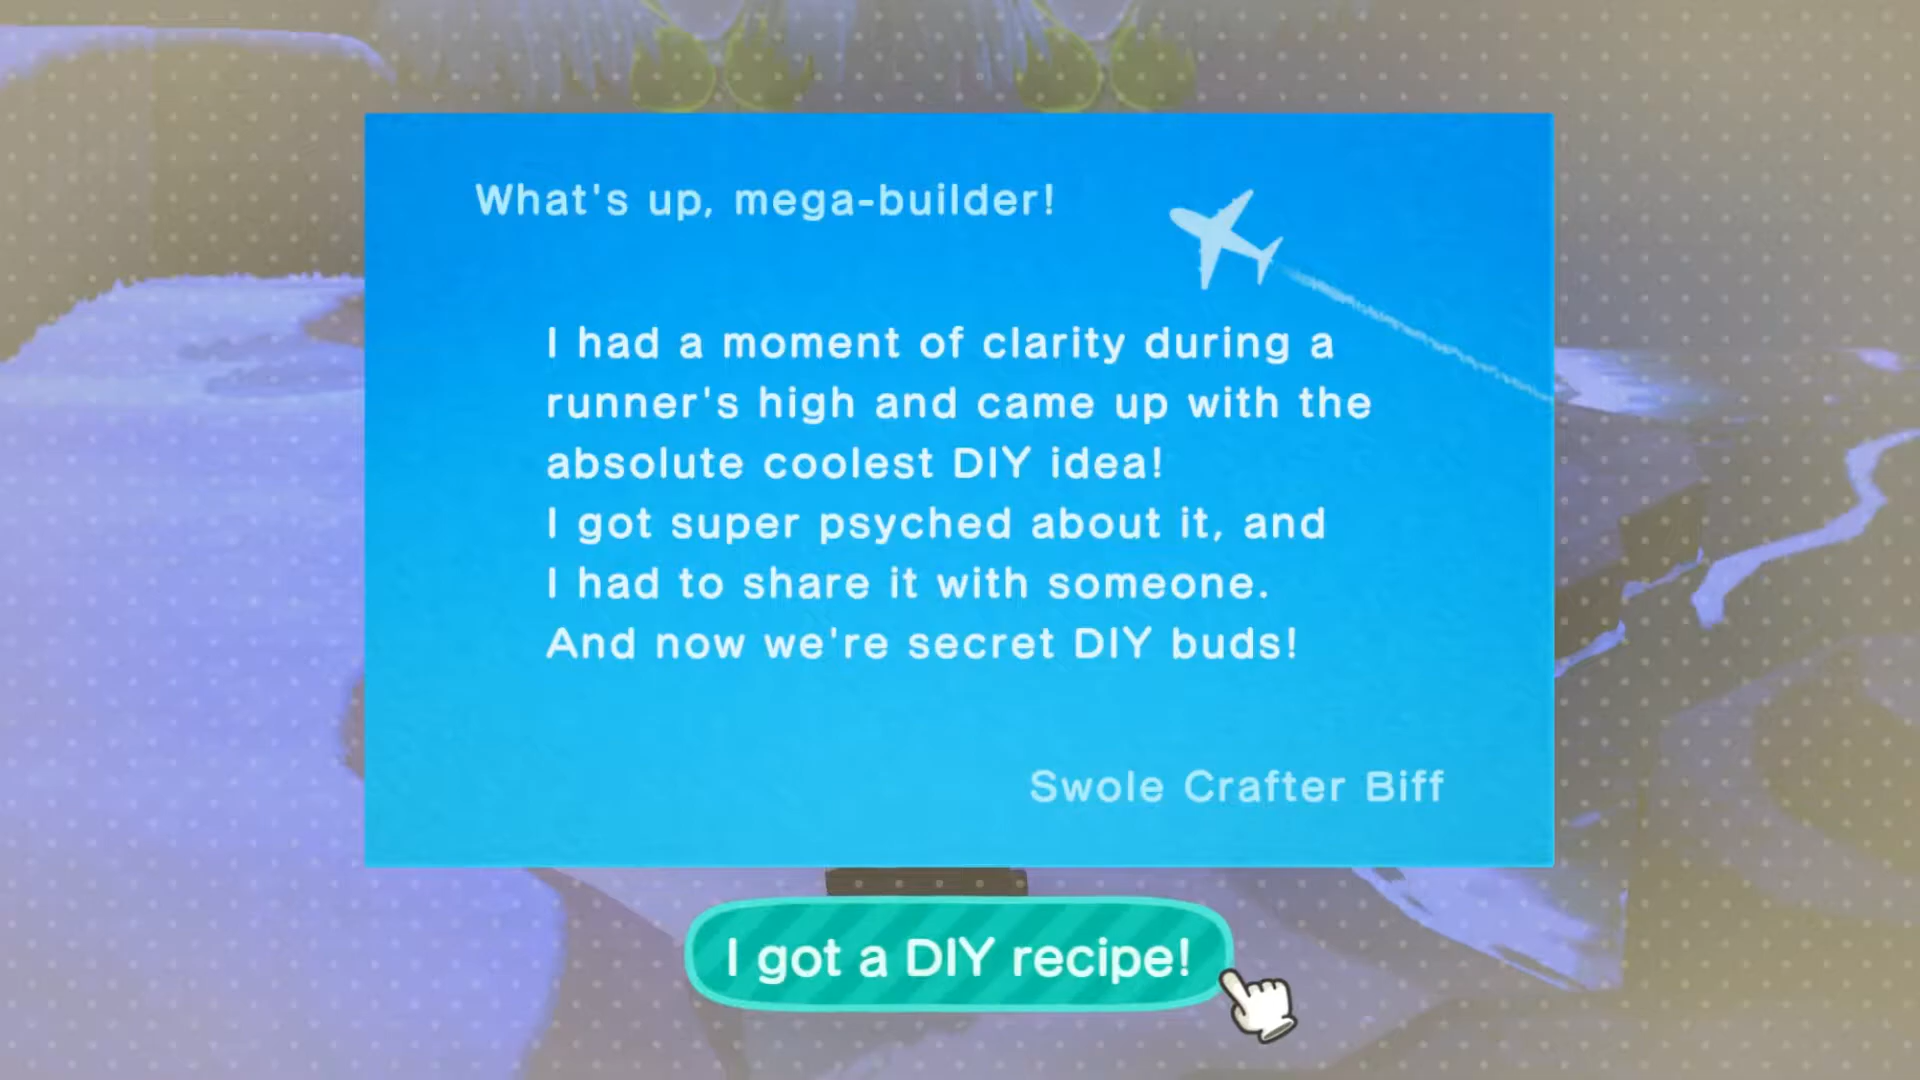 What's up, mega-builder!
I had a moment of clarity during a
runner's high and came up with the
absolute coolest DIY idea!
I got super psyched about it, and
I had to share it with someone.
And now we're secret DIY buds!
Swole Crafter Biff
I got a DIY recipe!